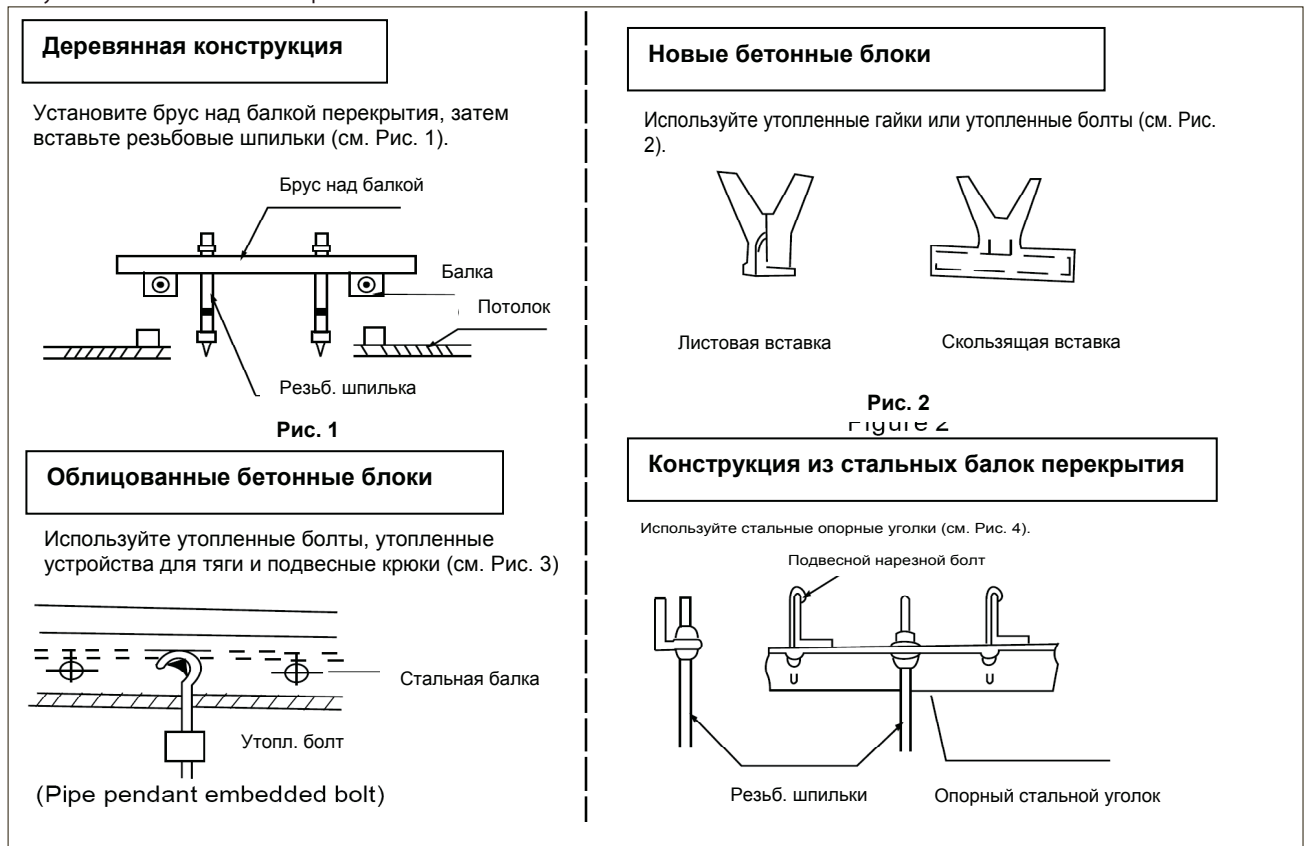 Деревянная конструкция
Установите брус над балкой перекрытия, затем
вставьте резьбовые шпильки (см. Рис. 1).
Брус над балкой
Балка
Потолок
Резьб. шпилька
Рис. 1
Облицованные бетонные блоки
Используйте утопленные болты, утопленные
устройства для тяги и подвесные крюки (см. Рис. 3)
Стальная балка
Утопл. болт
(Pipe pendant embedded bolt)
Новые бетонные блоки
Используйте утопленные гайки или утопленные болты (см. Рис.
2).
Листовая вставка
Скользящая вставка
Рис. 2
Figure 2
Конструкция из стальных балок перекрытия
Используйте стальные опорные уголки (см. Рис. 4).
Подвесной нарезной болт
Резьб. шпильки
Опорный стальной уголок